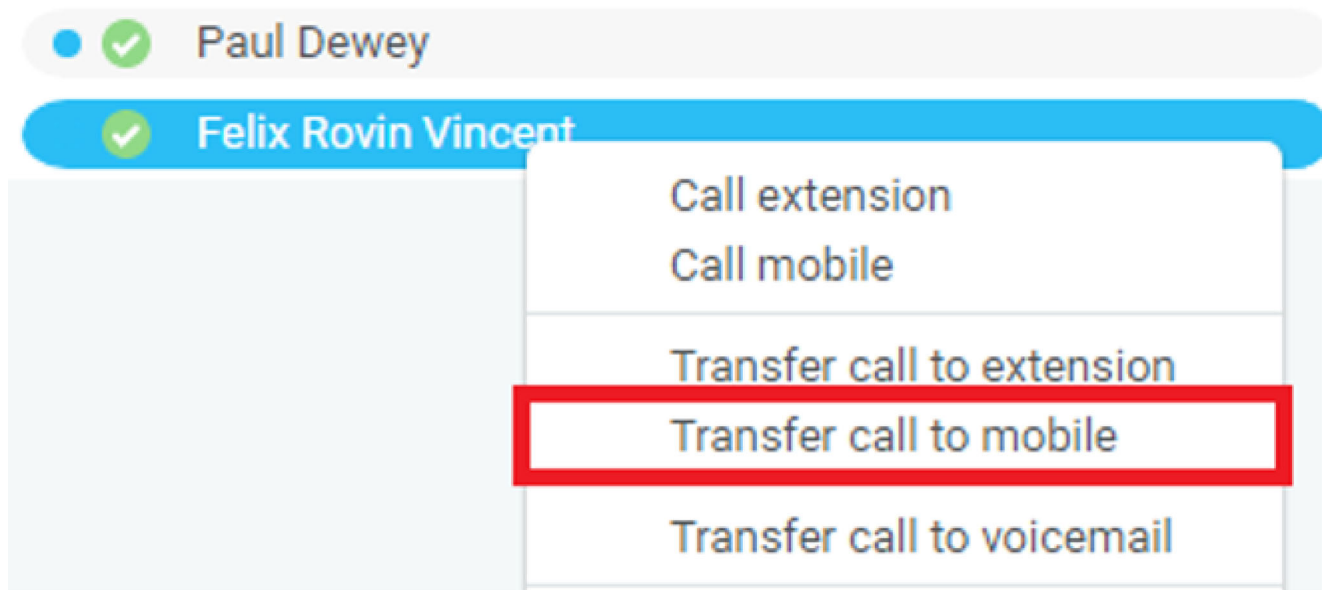 Paul Dewey
Felix Rovin Vincent
Call extension
Call mobile
Transfer call to extension
Transfer call to mobile
Transfer call to voicemail